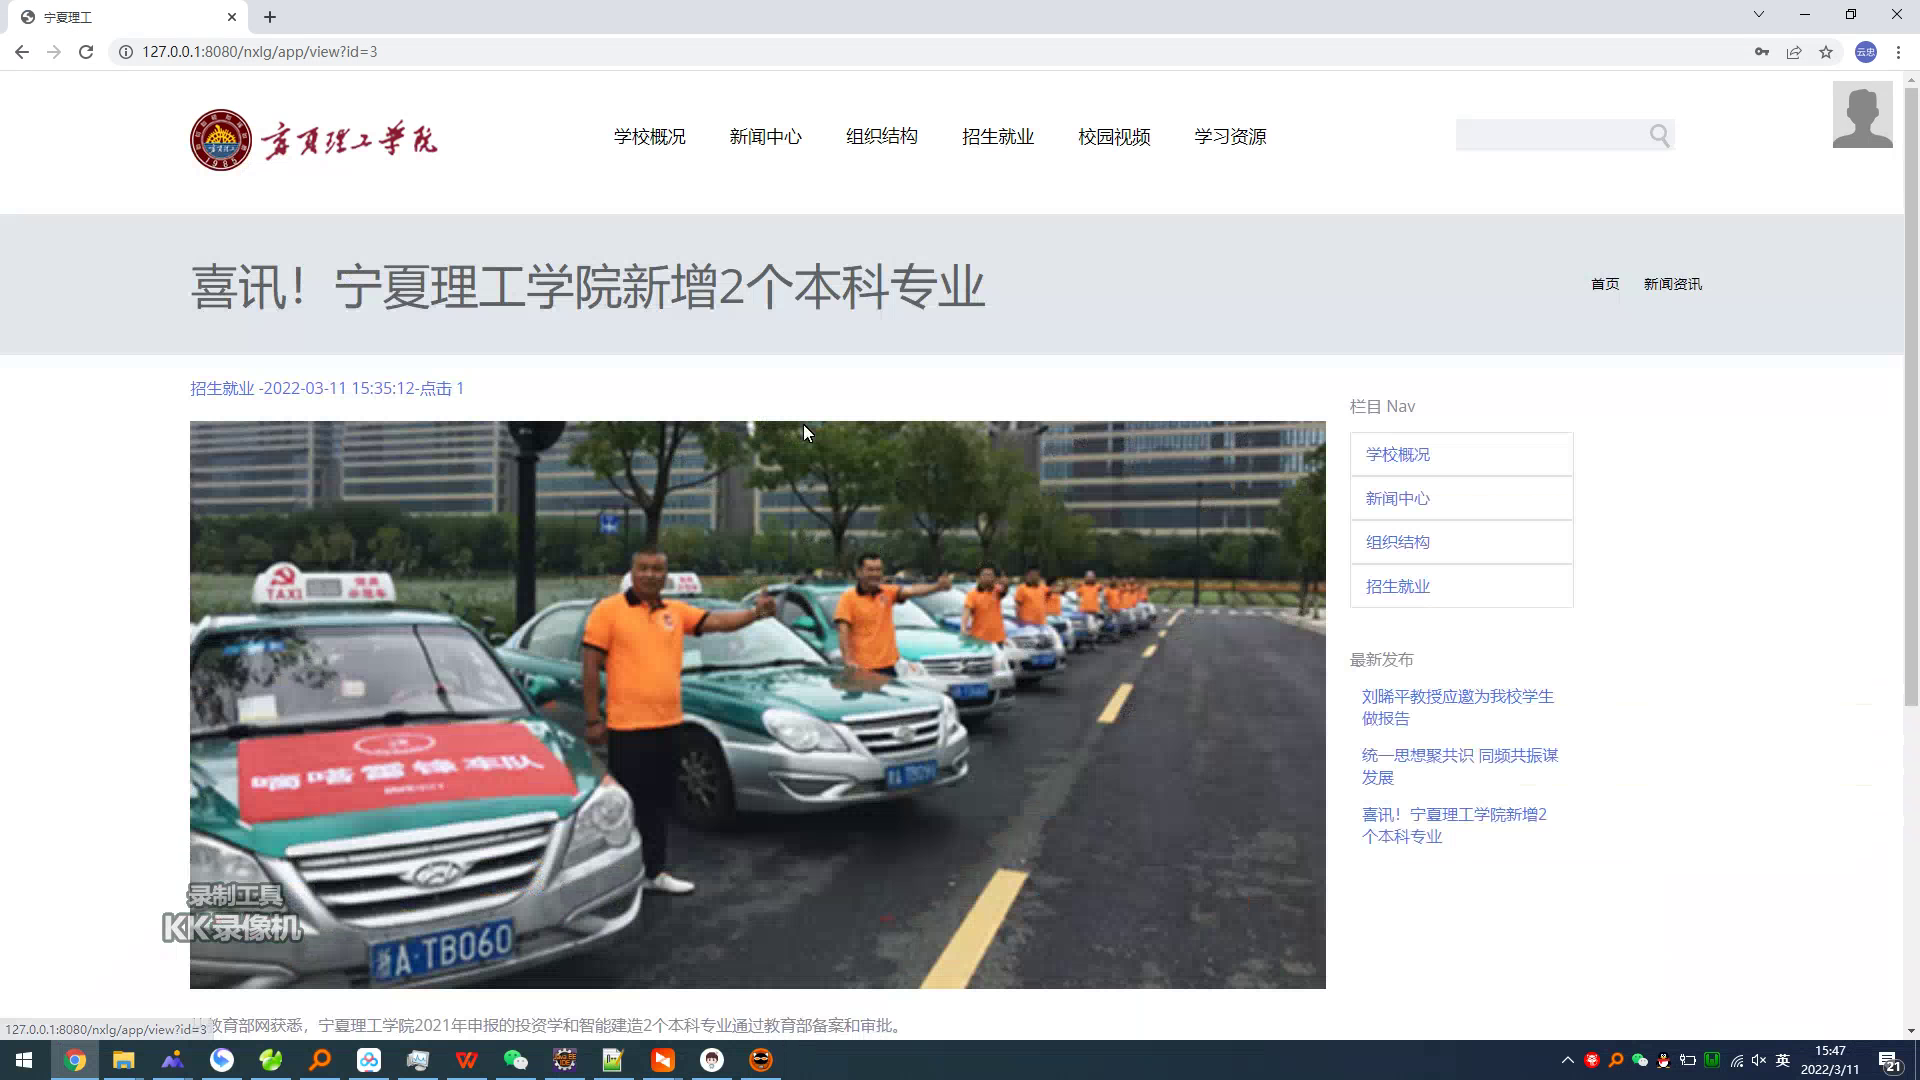 宁夏理工
127.0.0.1:8080/nxlg/app/view?id=3
云忠
宁夏理工学院
1985
学校概况
新闻中心
组织结构
招生就业
校园视频
学习资源
喜讯！宁夏理工学院新增2个本科专业
首页
新闻资讯
招生就业 -2022-03-11 15:35:12-点击 1
栏目 Nav
学校概况
新闻中心
组织结构
招生就业
最新发布
刘晞平教授应邀为我校学生
做报告
统一思想聚共识 同频共振谋
发展
喜讯！宁夏理工学院新增2
个本科专业
TAXI
浙A·TB060
录制工具
KK录像机
教育部网获悉，宁夏理工学院2021年申报的投资学和智能建造2个本科专业通过教育部备案和审批。
127.0.0.1:8080/nxlg/app/view?id=3
英
15:47
2022/3/11
21